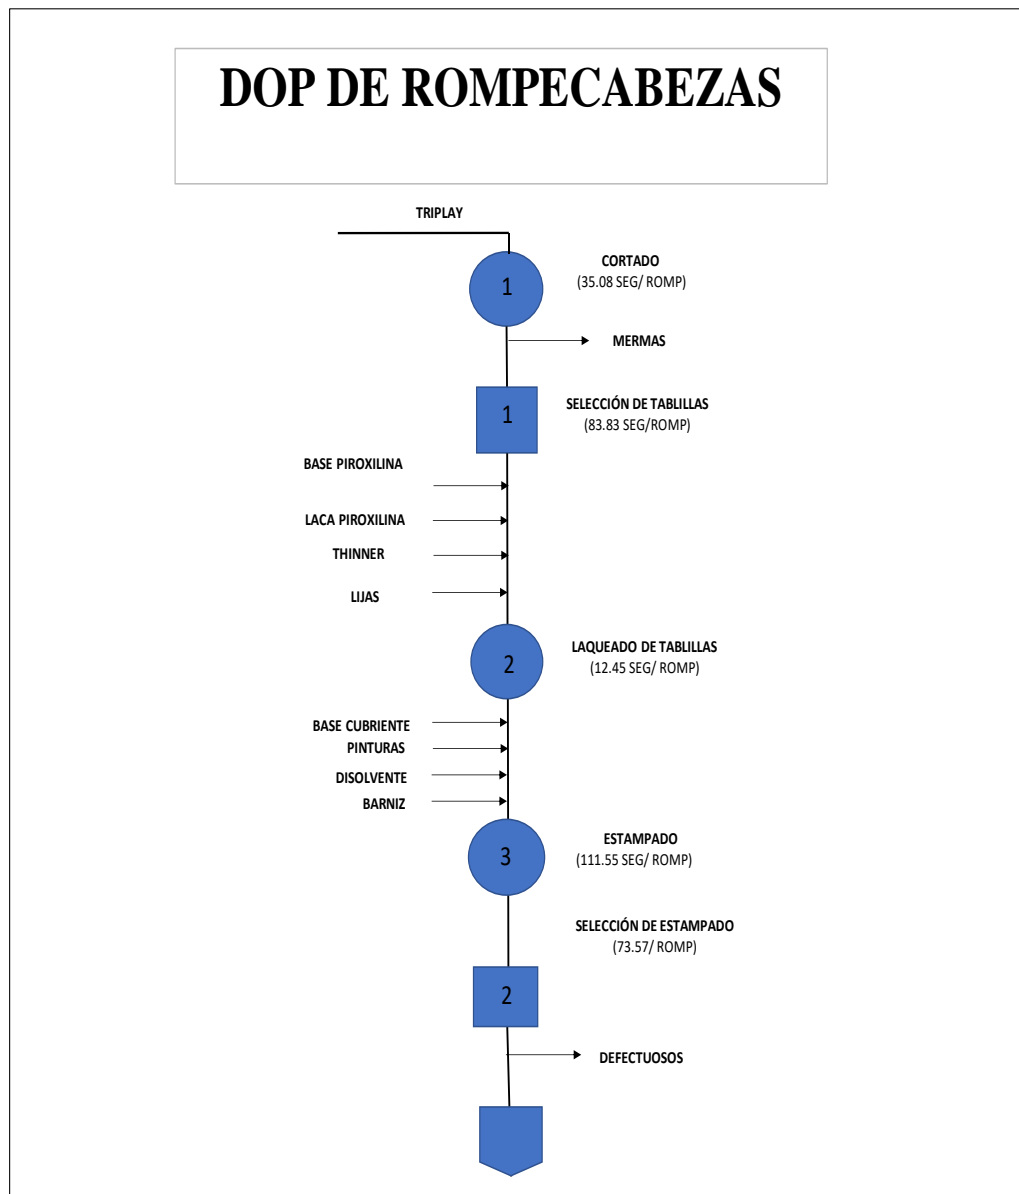 DOP DE ROMPECABEZAS
TRIPLAY
1
CORTADO
(35.08 SEG/ ROMP)
MERMAS
1
SELECCIÓN DE TABLILLAS
(83.83 SEG/ROMP)
BASE PIROXILINA
LACA PIROXILINA
THINNER
LIJAS
2
LAQUEADO DE TABLILLAS
(12.45 SEG/ ROMP)
BASE CUBRIENTE
PINTURAS
DISOLVENTE
BARNIZ
3
ESTAMPADO
(111.55 SEG/ ROMP)
SELECCIÓN DE ESTAMPADO
(73.57/ ROMP)
2
DEFECTUOSOS